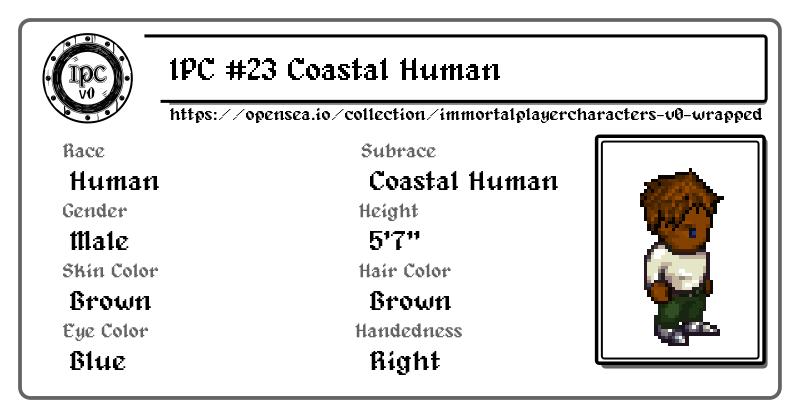 IPC
v0
IPC #23 Coastal Human
https://opensea.io/collection/immortalplayercharacters-v0-wrapped
Race
Human
Subrace
Coastal Human
Gender
Male
Height
5'7"
Skin Color
Brown
Hair Color
Brown
Eye Color
Blue
Handedness
Right